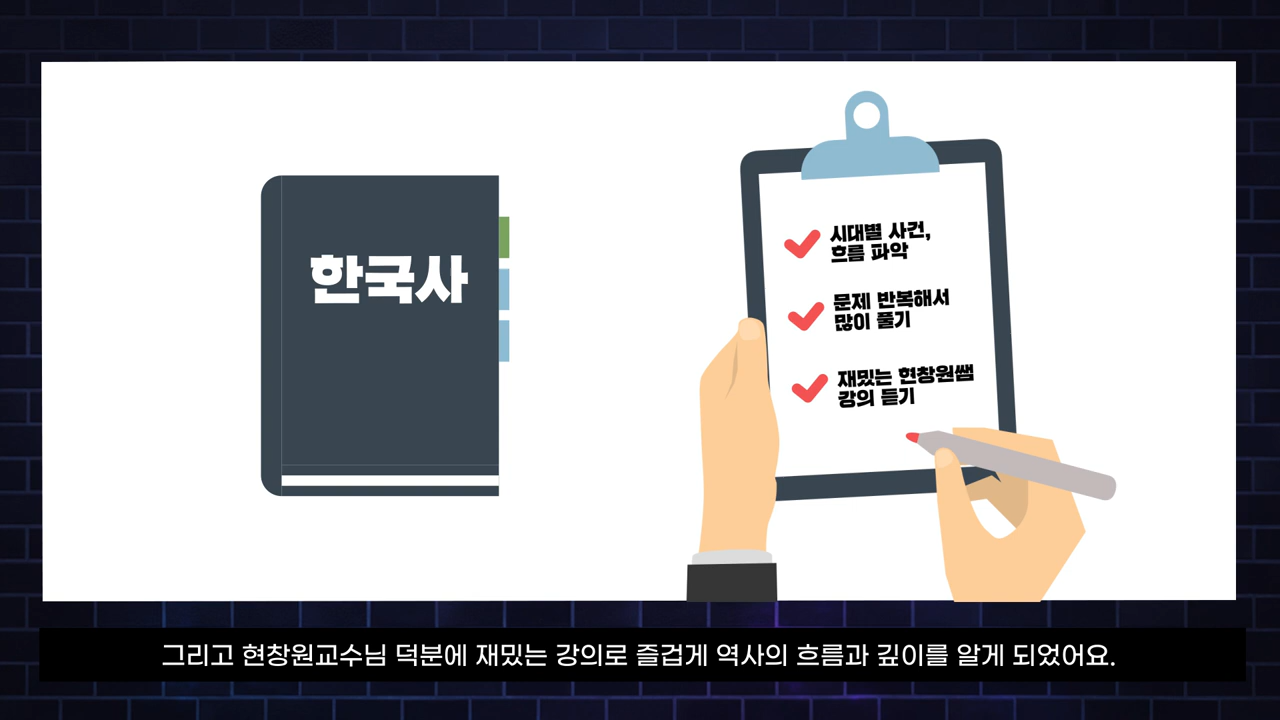 한국사
시대별 사건,
흐름 파악
문제 반복해서
많이 풀기
재밌는 현창원쌤
강의 듣기
그리고 현창원교수님 덕분에 재밌는 강의로 즐겁게 역사의 흐름과 깊이를 알게 되었어요.